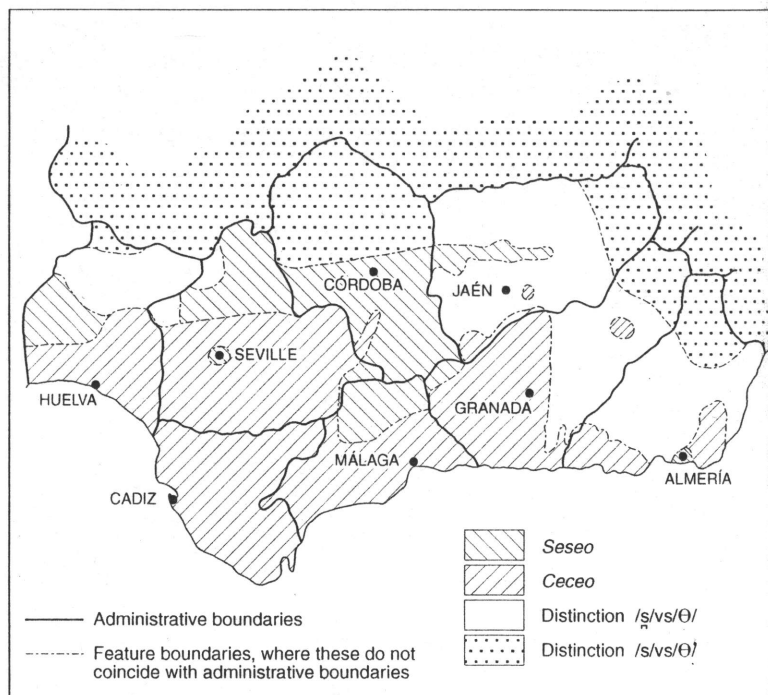 CÓRDOBA
JAÉN
SEVILLE
HUELVA
GRANADA
MÁLAGA
ALMERÍA
CADIZ
Seseo
Ceceo
Distinction /s̪/vs/Θ/
Distinction /s/vs/Θ/
Administrative boundaries
Feature boundaries, where these do not
coincide with administrative boundaries